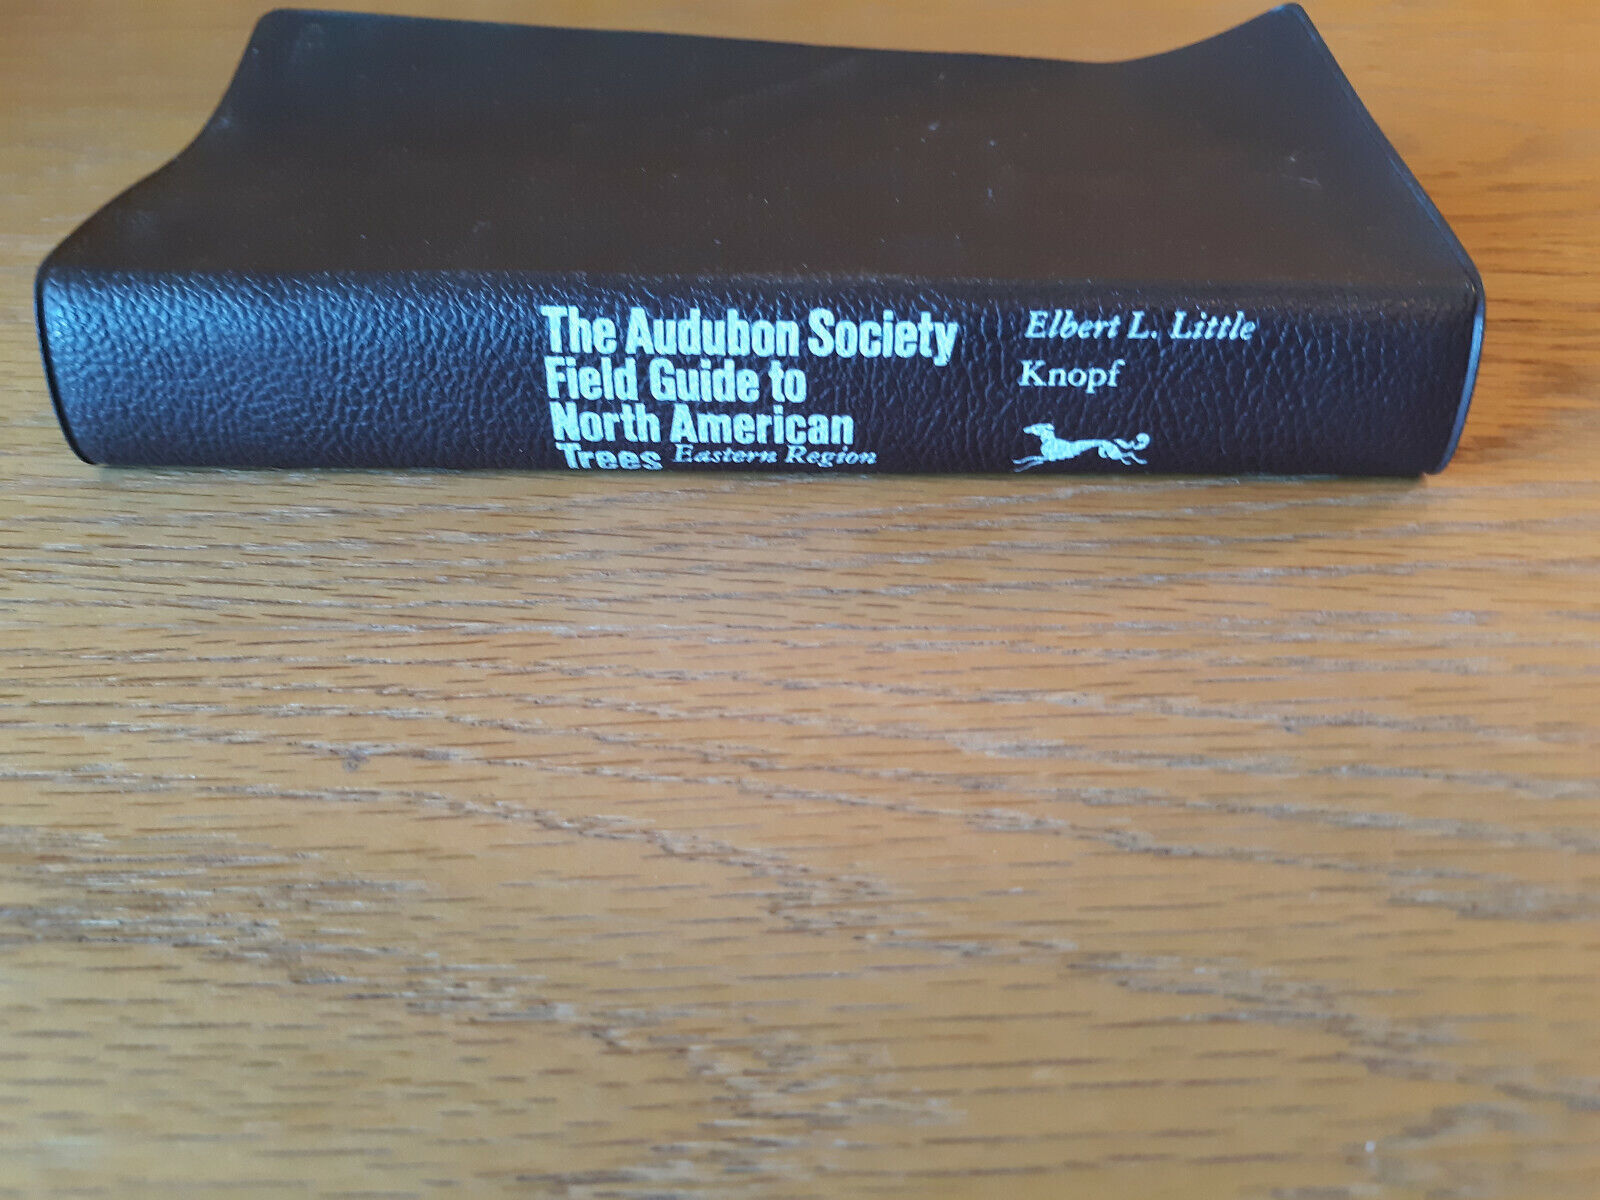 The Audubon Society
Field Guide to
North American
Trees Eastern Region
Elbert L. Little
Knopf